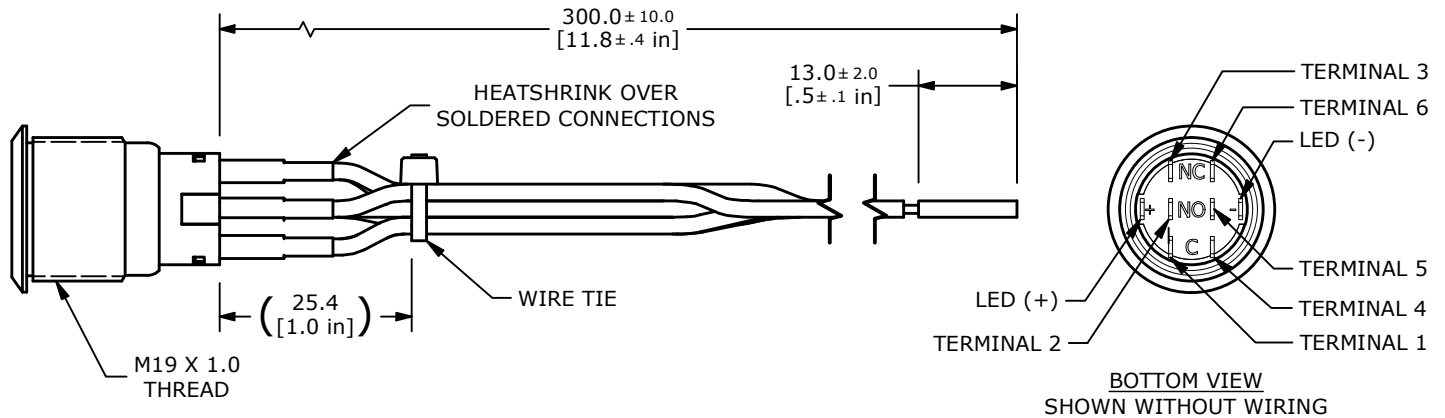 300.0± 10.0
[11.8±.4 in]
13.0± 2.0
[.5±.1 in]
HEATSHRINK OVER
SOLDERED CONNECTIONS
TERMINAL 3
TERMINAL 6
LED (-)
NC
+ NO -
C
TERMINAL 5
LED (+)
TERMINAL 4
TERMINAL 2
TERMINAL 1
WIRE TIE
( 25.4
[1.0 in] )
M19 X 1.0
THREAD
BOTTOM VIEW
SHOWN WITHOUT WIRING